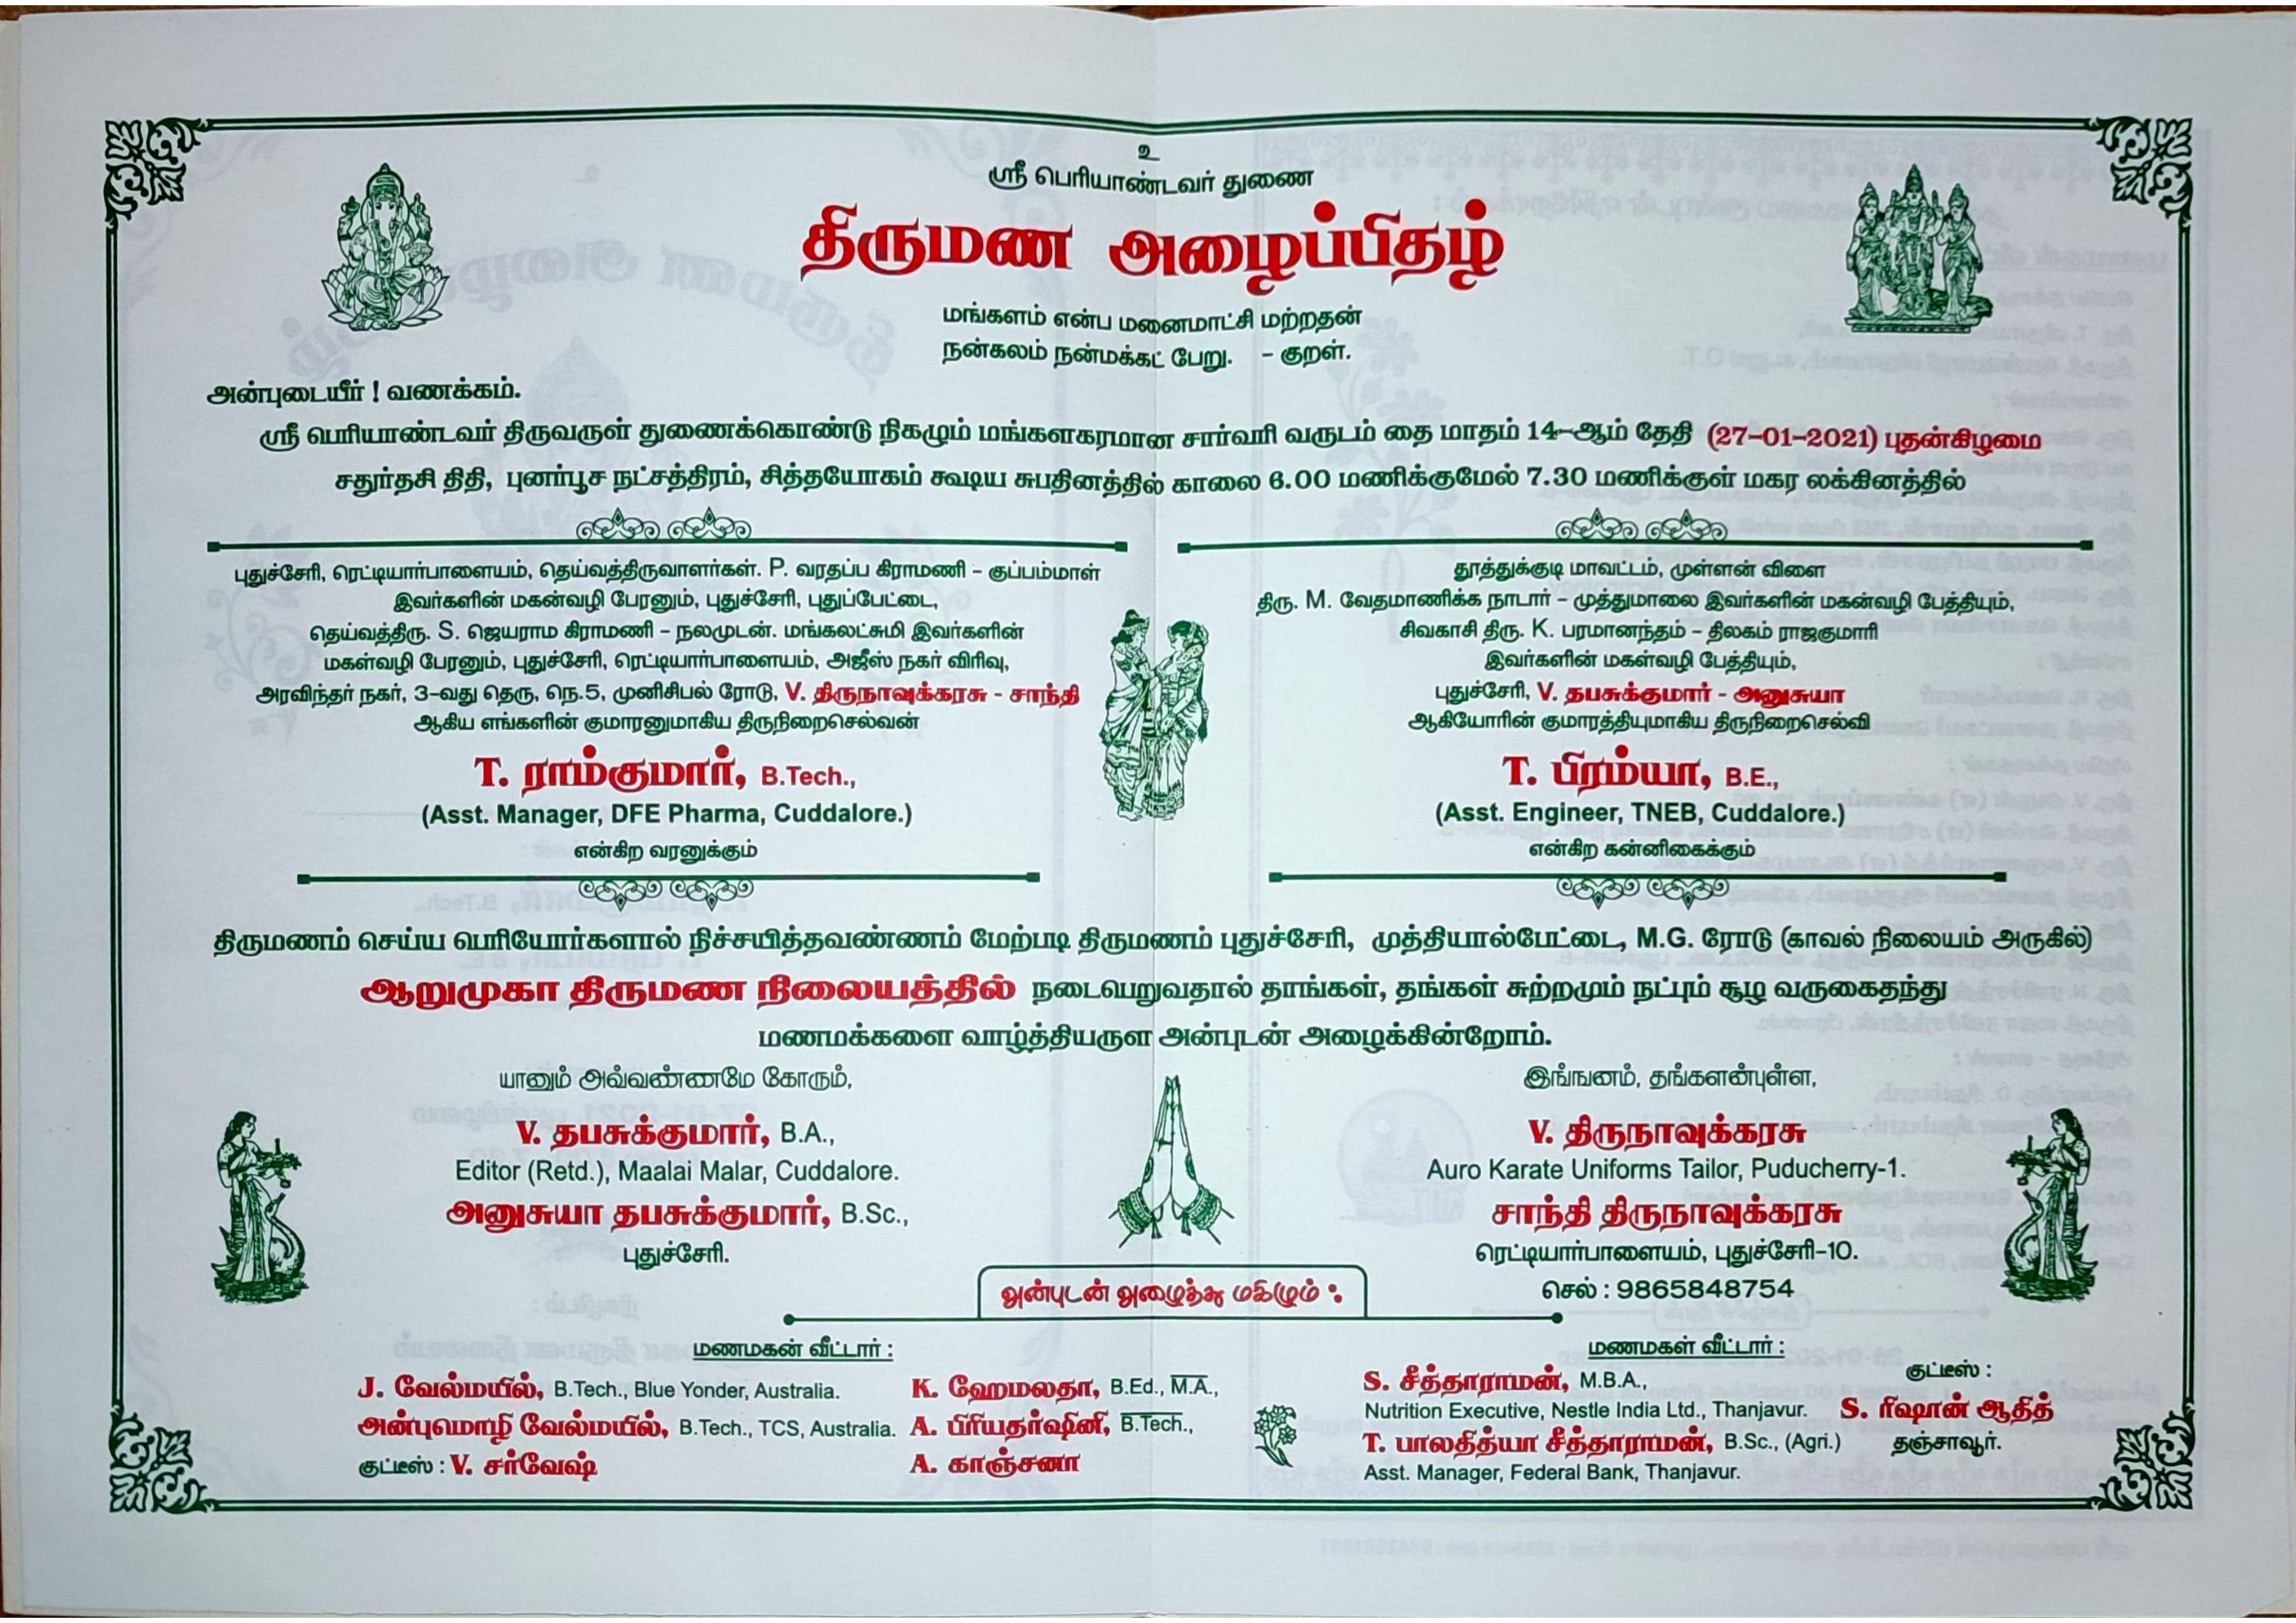 உ
ஸ்ரீ பெரியாண்டவர் துணை
திருமண அழைப்பிதழ்
மங்களம் என்ப மனைமாட்சி மற்றதன்
நன்கலம் நன்மக்கட் பேறு. – குறள்.
அன்புடையீர் ! வணக்கம்.
ஸ்ரீ பெரியாண்டவர் திருவருள் துணைக்கொண்டு நிகழும் மங்களகரமான சார்வரி வருடம் தை மாதம் 14–ஆம் தேதி (27–01–2021) புதன்கிழமை
சதுர்தசி திதி, புனர்பூச நட்சத்திரம், சித்தயோகம் கூடிய சுபதினத்தில் காலை 6.00 மணிக்குமேல் 7.30 மணிக்குள் மகர லக்கினத்தில்
புதுச்சேரி, ரெட்டியார்பாளையம், தெய்வத்திருவாளர்கள். P. வரதப்ப கிராமணி – குப்பம்மாள்
இவர்களின் மகன்வழி பேரனும், புதுச்சேரி, புதுப்பேட்டை,
தெய்வத்திரு. S. ஜெயராம கிராமணி – நலமுடன். மங்கலட்சுமி இவர்களின்
மகள்வழி பேரனும், புதுச்சேரி, ரெட்டியார்பாளையம், அஜீஸ் நகர் விரிவு,
அரவிந்தர் நகர், 3–வது தெரு, நெ.5, முனிசிபல் ரோடு, V. திருநாவுக்கரசு - சாந்தி
ஆகிய எங்களின் குமாரனுமாகிய திருநிறைசெல்வன்
T. ராம்குமார், B.Tech.,
(Asst. Manager, DFE Pharma, Cuddalore.)
என்கிற வரனுக்கும்
தூத்துக்குடி மாவட்டம், முள்ளன் விளை
திரு. M. வேதமாணிக்க நாடார் – முத்துமாலை இவர்களின் மகன்வழி பேத்தியும்,
சிவகாசி திரு. K. பரமானந்தம் – திலகம் ராஜகுமாரி
இவர்களின் மகள்வழி பேத்தியும்,
புதுச்சேரி, V. தபசுக்குமார் - அனுசுயா
ஆகியோரின் குமாரத்தியுமாகிய திருநிறைசெல்வி
T. பிரம்யா, B.E.,
(Asst. Engineer, TNEB, Cuddalore.)
என்கிற கன்னிகைக்கும்
திருமணம் செய்ய பெரியோர்களால் நிச்சயித்தவண்ணம் மேற்படி திருமணம் புதுச்சேரி, முத்தியால்பேட்டை, M.G. ரோடு (காவல் நிலையம் அருகில்)
ஆறுமுகா திருமண நிலையத்தில் நடைபெறுவதால் தாங்கள், தங்கள் சுற்றமும் நட்பும் சூழ வருகைதந்து
மணமக்களை வாழ்த்தியருள அன்புடன் அழைக்கின்றோம்.
யானும் அவ்வண்ணமே கோரும்,
V. தபசுக்குமார், B.A.,
Editor (Retd.), Maalai Malar, Cuddalore.
அனுசுயா தபசுக்குமார், B.Sc.,
புதுச்சேரி.
இங்ஙனம், தங்களன்புள்ள,
V. திருநாவுக்கரசு
Auro Karate Uniforms Tailor, Puducherry-1.
சாந்தி திருநாவுக்கரசு
ரெட்டியார்பாளையம், புதுச்சேரி–10.
செல் : 9865848754
அன்புடன் அழைத்து மகிழும் :
மணமகன் வீட்டார் :
J. வேல்மயில், B.Tech., Blue Yonder, Australia.
அன்புமொழி வேல்மயில், B.Tech., TCS, Australia.
குட்டீஸ் : V. சர்வேஷ்
K. ஹேமலதா, B.Ed., M.A.,
A. பிரியதர்ஷினி, B.Tech.,
A. காஞ்சனா
மணமகள் வீட்டார் :
S. சீத்தாராமன், M.B.A.,
Nutrition Executive, Nestle India Ltd., Thanjavur.
T. பாலதித்யா சீத்தாராமன், B.Sc., (Agri.)
Asst. Manager, Federal Bank, Thanjavur.
குட்டீஸ் :
S. ரிஷான் ஆதித்
தஞ்சாவூர்.